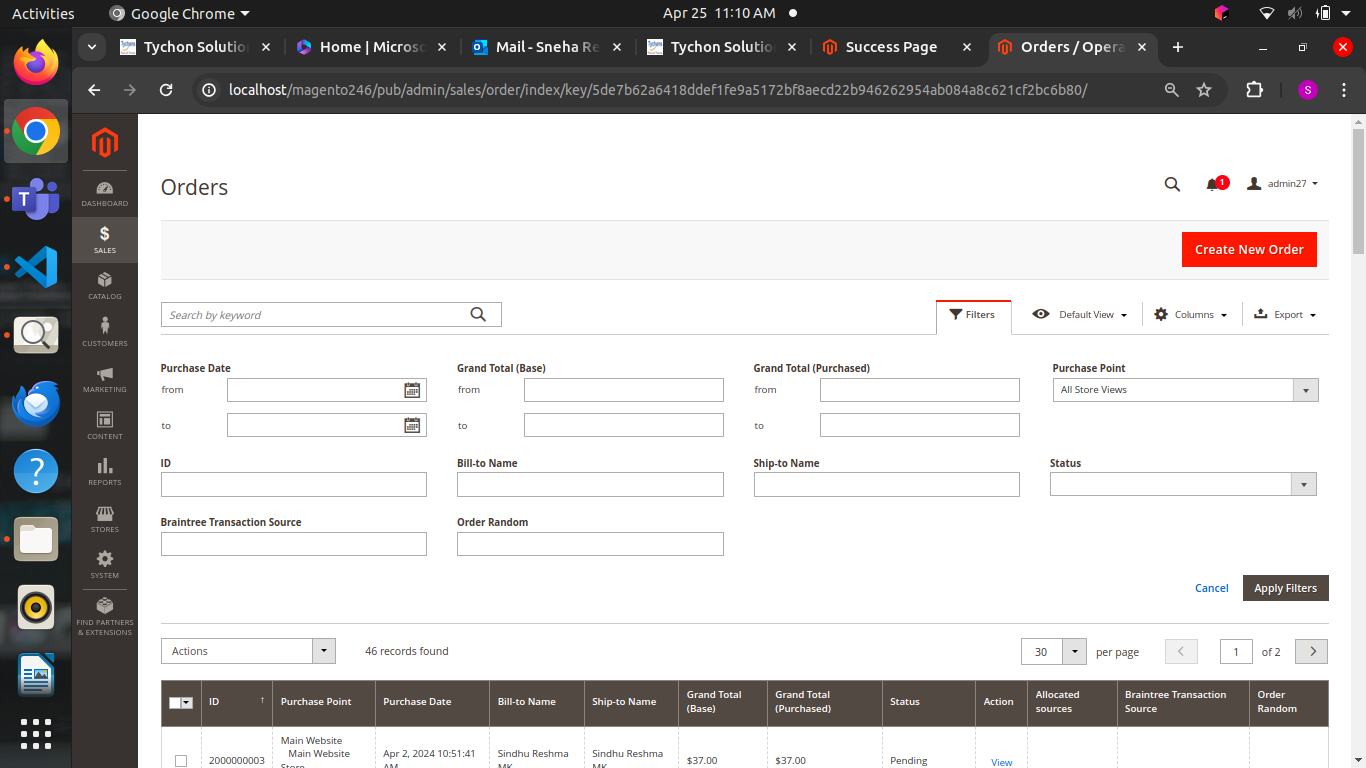 Activities
Google Chrome
Apr 25 11:10 AM
Tychon Solution
Home | Micros
Mail - Sneha Re
Tychon Solution
Success Page
Orders / Opera
localhost/magento246/pub/admin/sales/order/index/key/5de7b62a6418ddef1fe9a5172bf8aecd22b946262954ab084a8c621cf2bc6b80/
S
DASHBOARD
SALES
CATALOG
CUSTOMERS
MARKETING
CONTENT
REPORTS
STORES
SYSTEM
FIND PARTNERS
& EXTENSIONS
Orders
1
admin27
Create New Order
Search by keyword
Filters
Default View
Columns
Export
Purchase Date
from
to
Grand Total (Base)
from
to
Grand Total (Purchased)
from
to
Purchase Point
All Store Views
ID
Bill-to Name
Ship-to Name
Status
Braintree Transaction Source
Order Random
Cancel
Apply Filters
Actions
46 records found
30
per page
1
of 2
ID
↑
Purchase Point
Purchase Date
Bill-to Name
Ship-to Name
Grand Total
(Base)
Grand Total
(Purchased)
Status
Action
Allocated
sources
Braintree Transaction
Source
Order
Random
2000000003
Main Website
Main Website
Store
Apr 2, 2024 10:51:41
AM
Sindhu Reshma
MK
Sindhu Reshma
MK
$37.00
$37.00
Pending
View